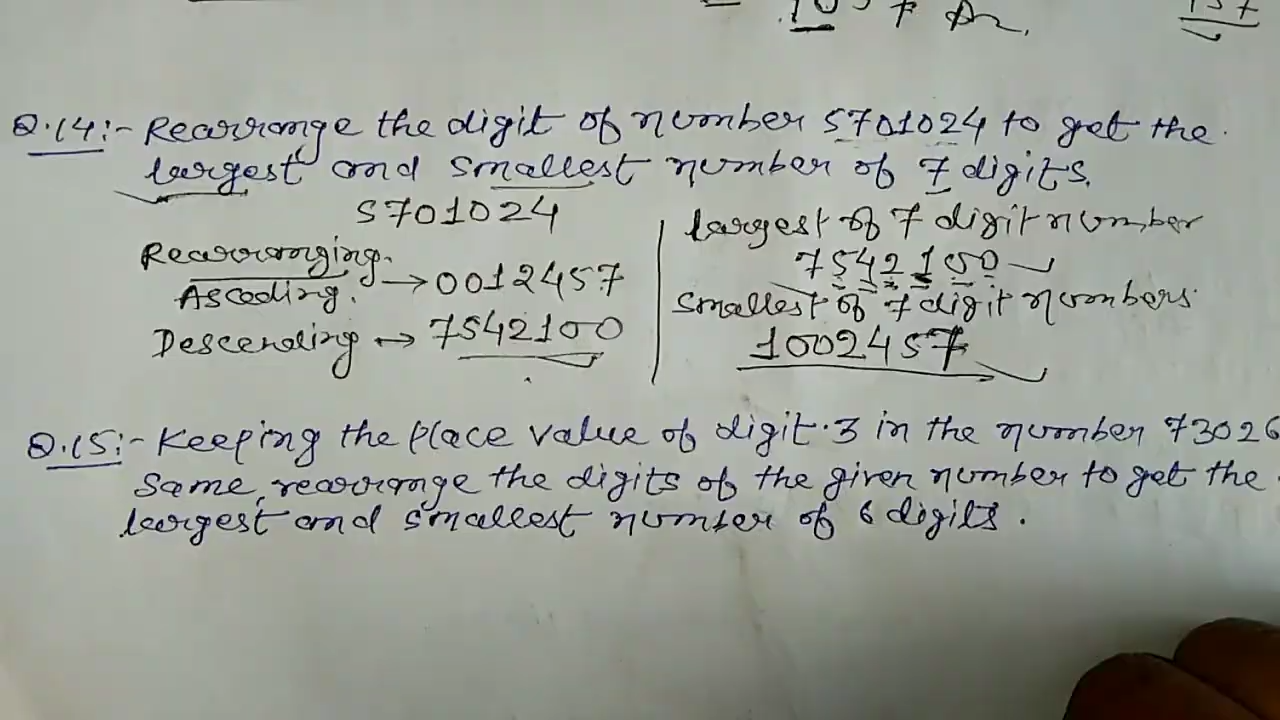 Q.14:- Rearrange the digit of number 5701024 to get the
largest and smallest number of 7 digits.
5701024
Rearranging.
Ascoding. → 0012457
Descending → 7542100
largest of 7 digit number
7542100
smallest of 7 digit numbers.
1002457
Q.15:- Keeping the place value of digit 3 in the number 73026
Same, rearrange the digits of the given number to get the
largest and smallest number of 6 digits.